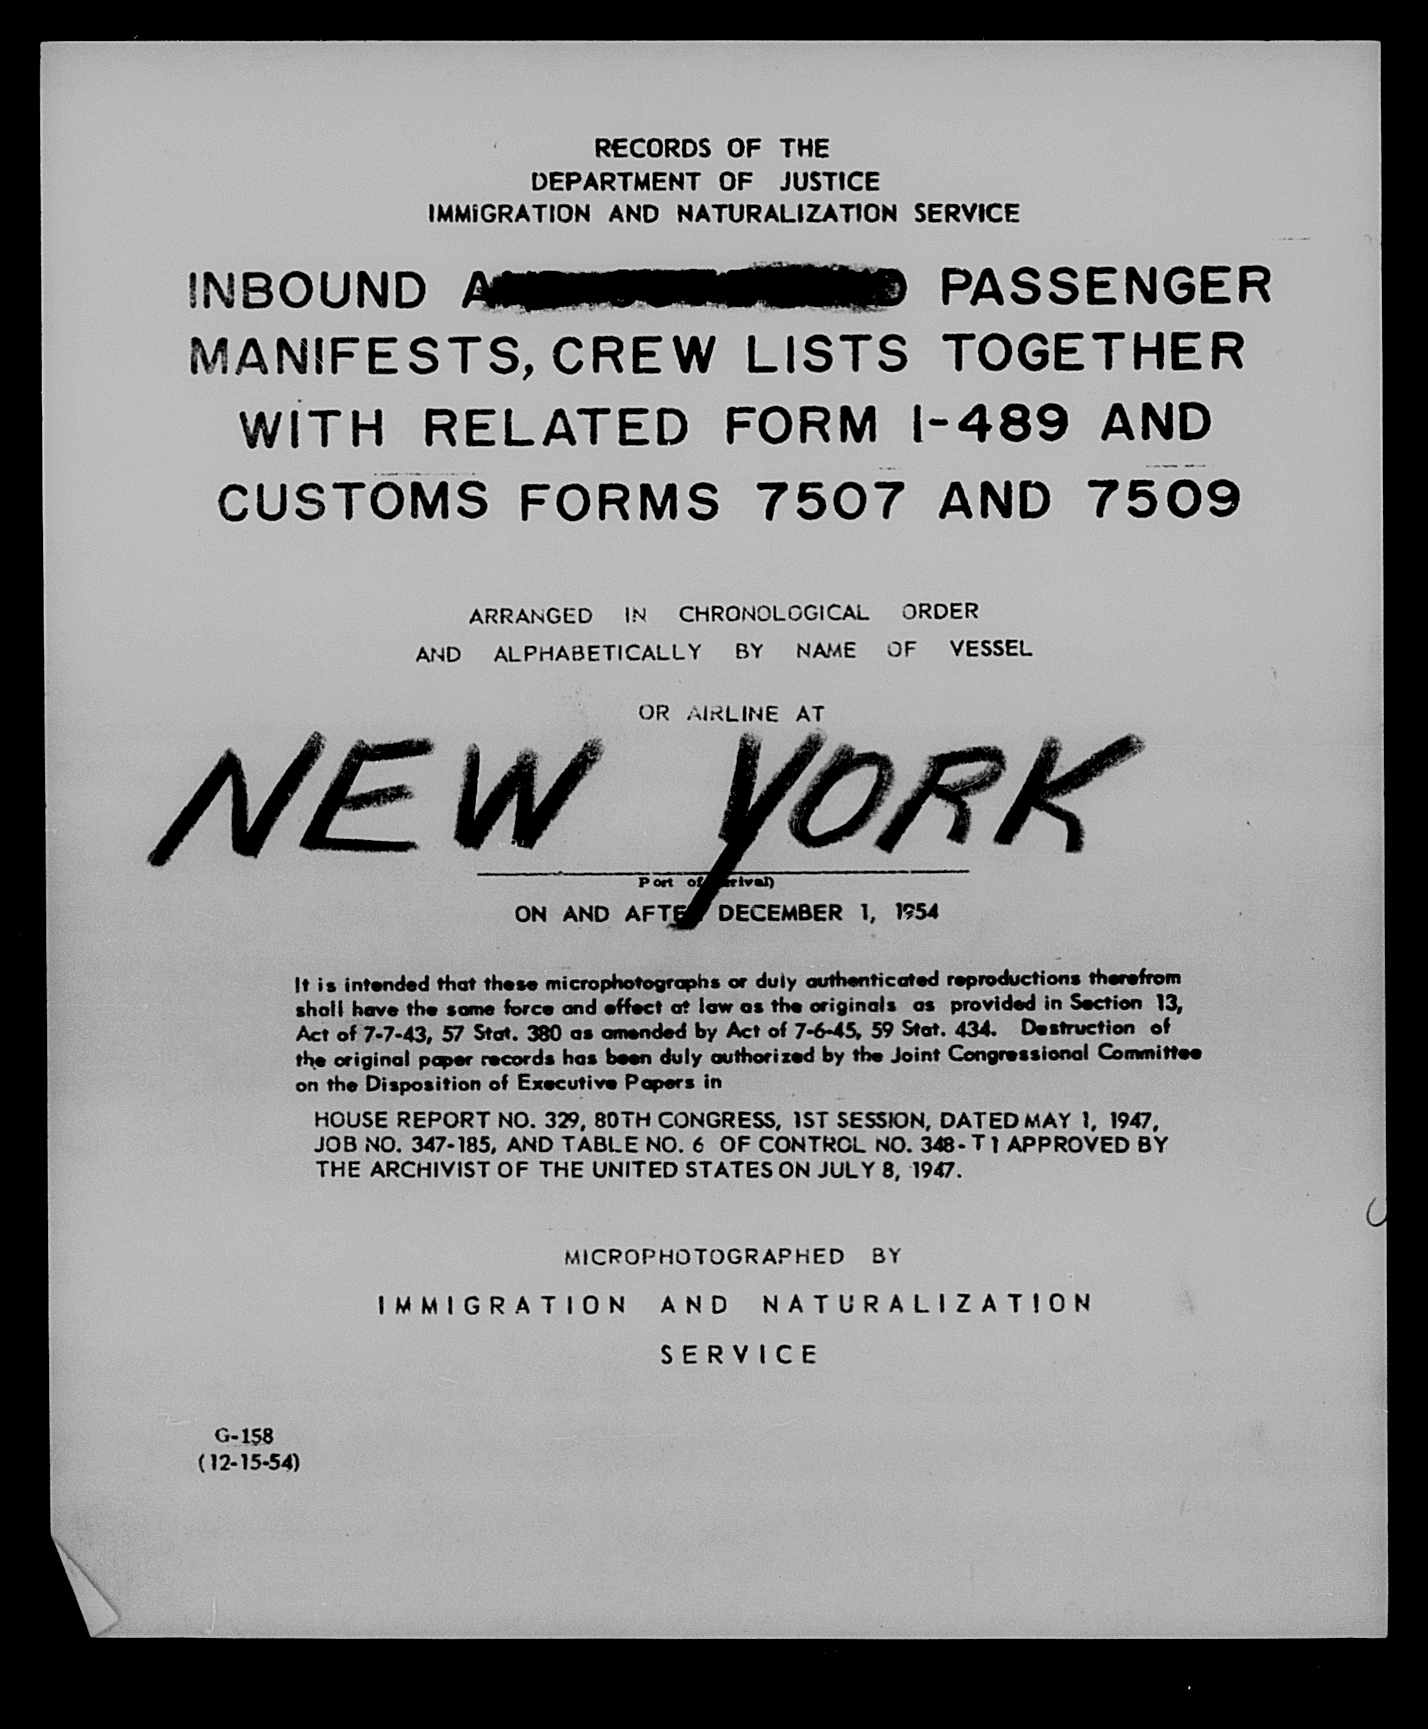 RECORDS OF THE
DEPARTMENT OF JUSTICE
IMMIGRATION AND NATURALIZATION SERVICE
INBOUND PASSENGER
MANIFESTS, CREW LISTS TOGETHER
WITH RELATED FORM I-489 AND
CUSTOMS FORMS 7507 AND 7509
ARRANGED IN CHRONOLOGICAL ORDER
AND ALPHABETICALLY BY NAME OF VESSEL
OR AIRLINE AT
NEW YORK
Port of
ON AND AFTER DECEMBER 1, 1954
It is intended that these microphotographs or duly authenticated reproductions therefrom
shall have the same force and effect at law as the originals as provided in Section 13,
Act of 7-7-43, 57 Stat. 380 as amended by Act of 7-6-45, 59 Stat. 434. Destruction of
the original paper records has been duly authorized by the Joint Congressional Committee
on the Disposition of Executive Papers in
HOUSE REPORT NO. 329, 80TH CONGRESS, 1ST SESSION, DATED MAY 1, 1947,
JOB NO. 347-185, AND TABLE NO. 6 OF CONTROL NO. 348-T1 APPROVED BY
THE ARCHIVIST OF THE UNITED STATES ON JULY 8, 1947.
MICROPHOTOGRAPHED BY
IMMIGRATION AND NATURALIZATION
SERVICE
G-158
(12-15-54)